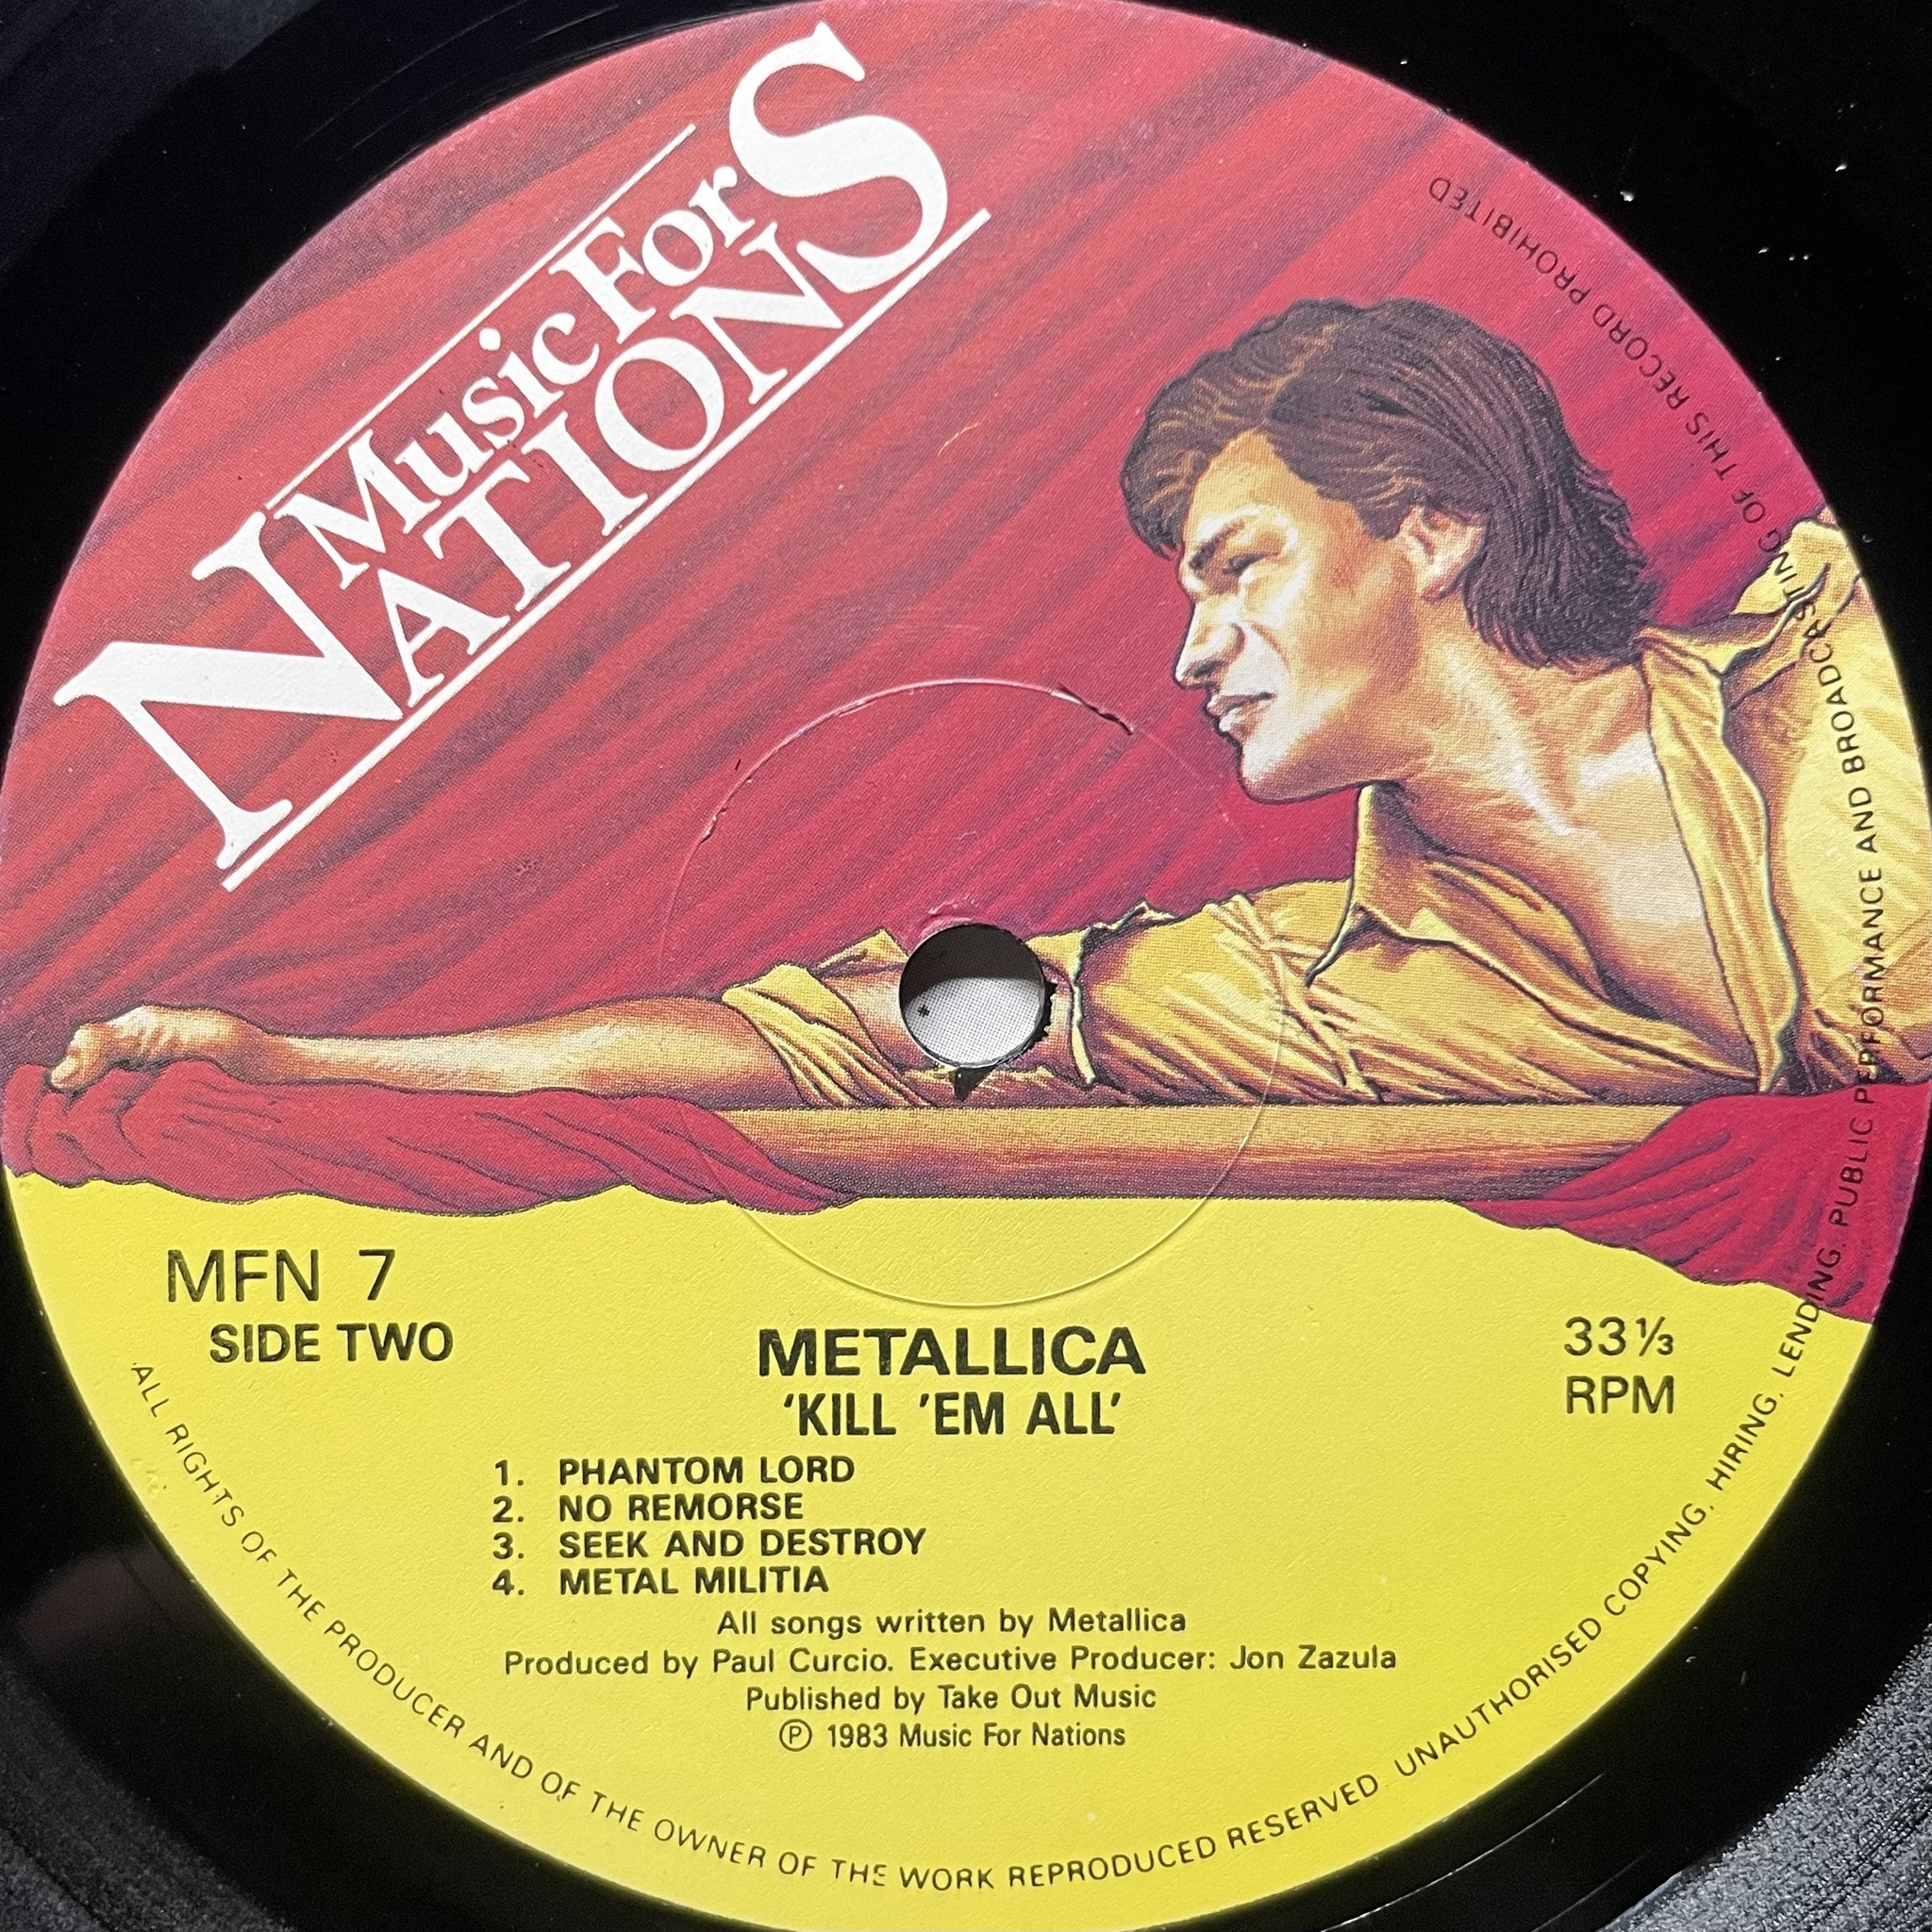 Music For
NATIONS
MFN 7
SIDE TWO
METALLICA
‘KILL ’EM ALL’
33⅓
RPM
1. PHANTOM LORD
2. NO REMORSE
3. SEEK AND DESTROY
4. METAL MILITIA
All songs written by Metallica
Produced by Paul Curcio. Executive Producer: Jon Zazula
Published by Take Out Music
Ⓟ 1983 Music For Nations
ALL RIGHTS OF THE PRODUCER AND OF THE OWNER OF THE WORK REPRODUCED RESERVED. UNAUTHORISED COPYING, HIRING, LENDING, PUBLIC PERFORMANCE AND BROADCASTING OF THIS RECORD PROHIBITED